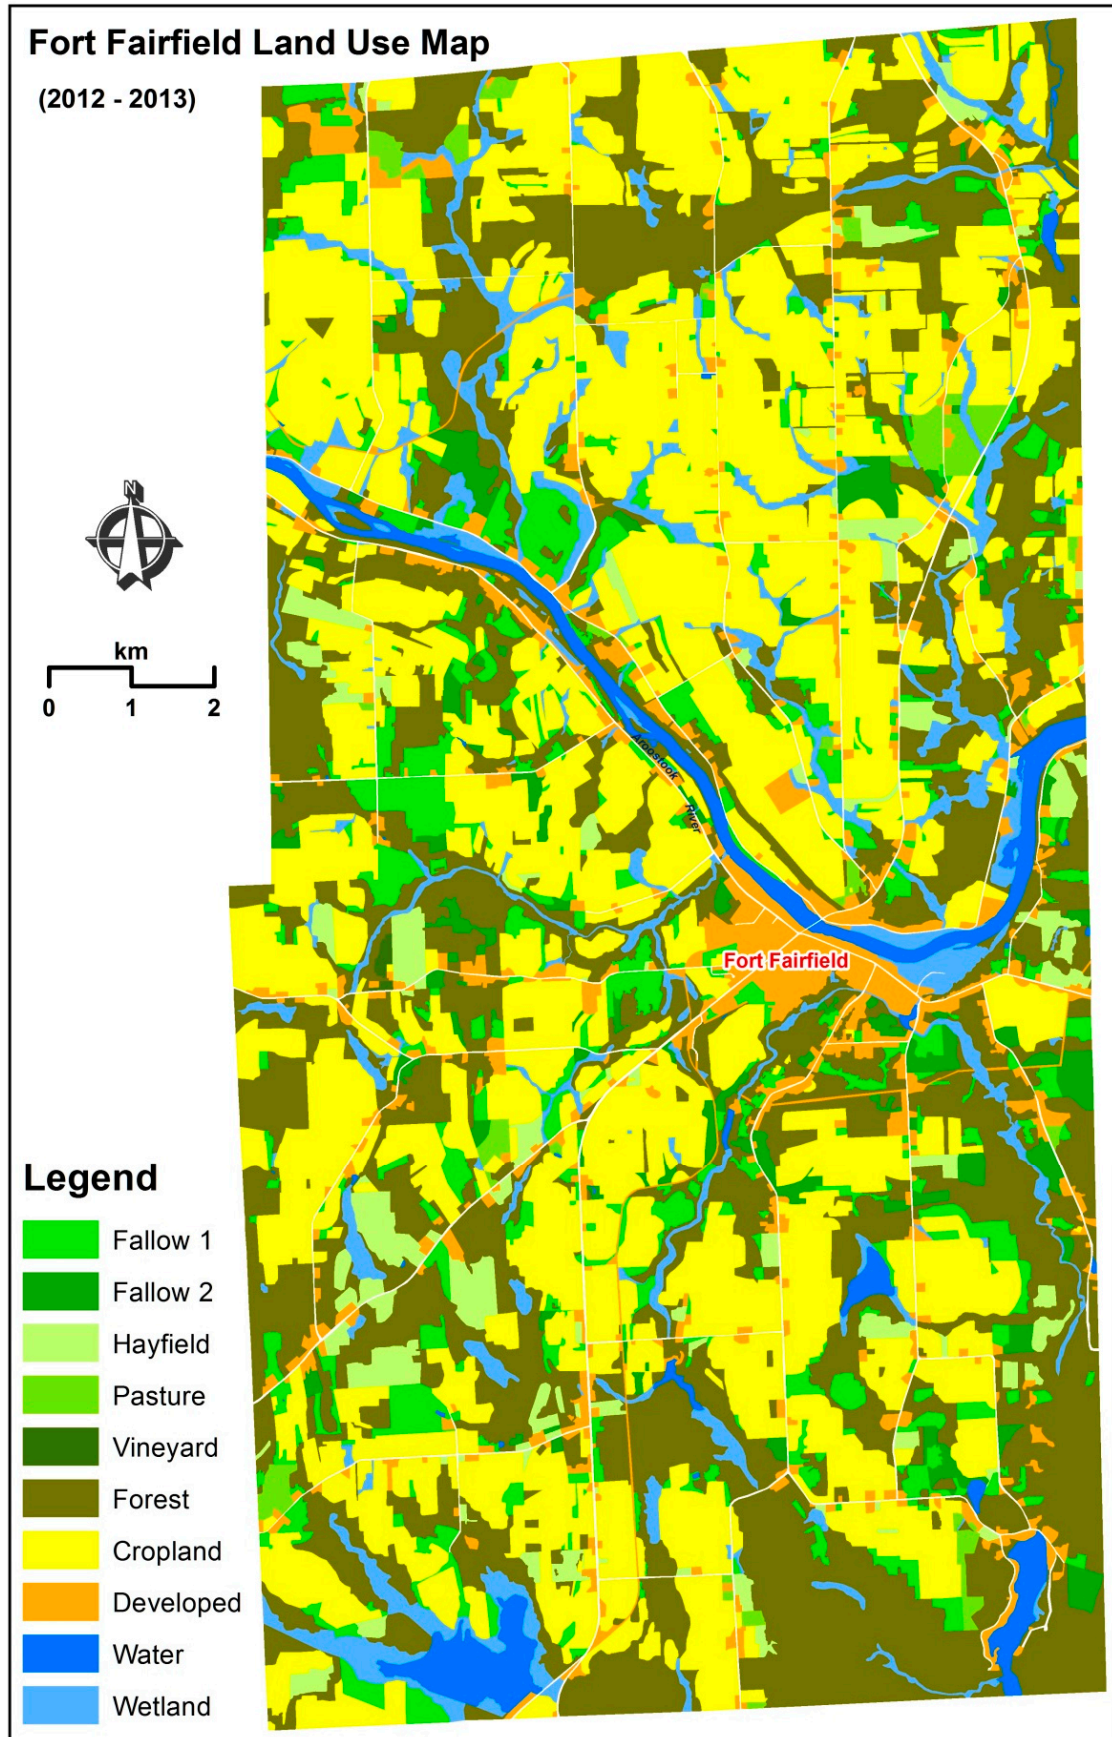 Fort Fairfield Land Use Map
(2012 - 2013)
N
km
0 1 2
Aroostook
River
Fort Fairfield
Legend
Fallow 1
Fallow 2
Hayfield
Pasture
Vineyard
Forest
Cropland
Developed
Water
Wetland